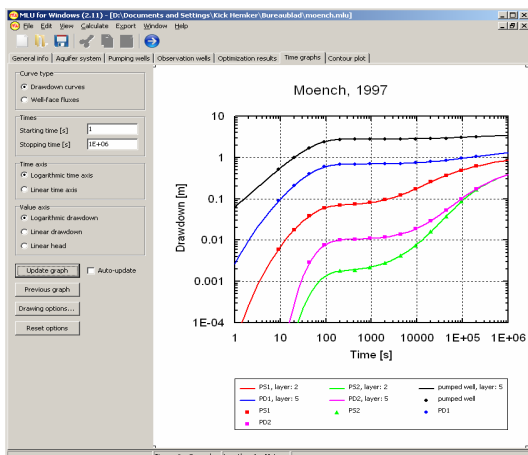 MLU for Windows (2.11) - [D:\Documents and Settings\Kick Hemker\Bureaublad\moench.mlu]
File Edit View Calculate Export Window Help
General info Aquifer system Pumping wells Observation wells Optimization results Time graphs Contour plot
Curve type
Drawdown curves
Well-face fluxes
Times
Starting time [s] 1
Stopping time [s] 1E+06
Time axis
Logarithmic time axis
Linear time axis
Value axis
Logarithmic drawdown
Linear drawdown
Linear head
Update graph Auto-update
Previous graph
Drawing options...
Reset options
Moench, 1997
Drawdown [m]
10
1
0.1
0.01
0.001
1E-04
1 10 100 1000 10000 1E+05 1E+06
Time [s]
PS1, layer: 2 PS2, layer: 2 pumped well, layer: 5
PD1, layer: 5 PD2, layer: 5 pumped well
PS1 PS2 PD1
PD2